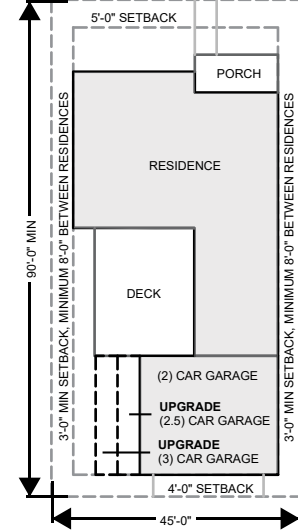 5'-0" SETBACK
PORCH
RESIDENCE
3'-0" MIN SETBACK, MINIMUM 8'-0" BETWEEN RESIDENCES
3'-0" MIN SETBACK, MINIMUM 8'-0" BETWEEN RESIDENCES
90'-0" MIN
DECK
(2) CAR GARAGE
UPGRADE
(2.5) CAR GARAGE
UPGRADE
(3) CAR GARAGE
4'-0" SETBACK
45'-0"